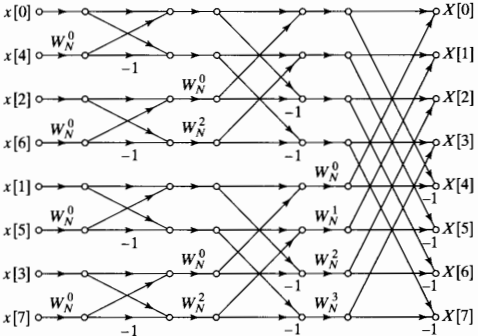 x[0] X[0]
x[4] W_N^0 -1 X[1]
x[2] W_N^0 -1 X[2]
x[6] W_N^0 -1 W_N^2 -1 X[3]
x[1] W_N^0 -1 X[4]
x[5] W_N^0 -1 W_N^1 -1 X[5]
x[3] W_N^0 -1 W_N^2 -1 X[6]
x[7] W_N^0 -1 W_N^2 -1 W_N^3 -1 X[7]